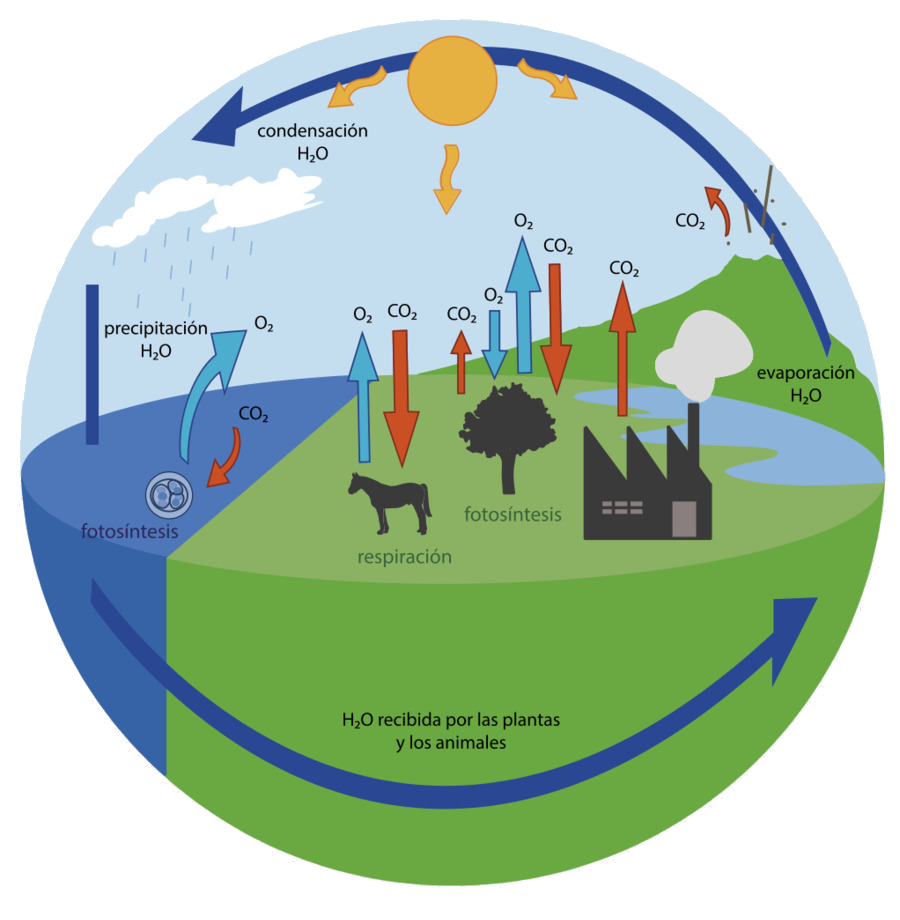 condensación
H₂O
CO₂
O₂
CO₂
CO₂
O₂
O₂
CO₂
CO₂
precipitación
H₂O
O₂
evaporación
H₂O
CO₂
fotosíntesis
fotosíntesis
respiración
H₂O recibida por las plantas
y los animales